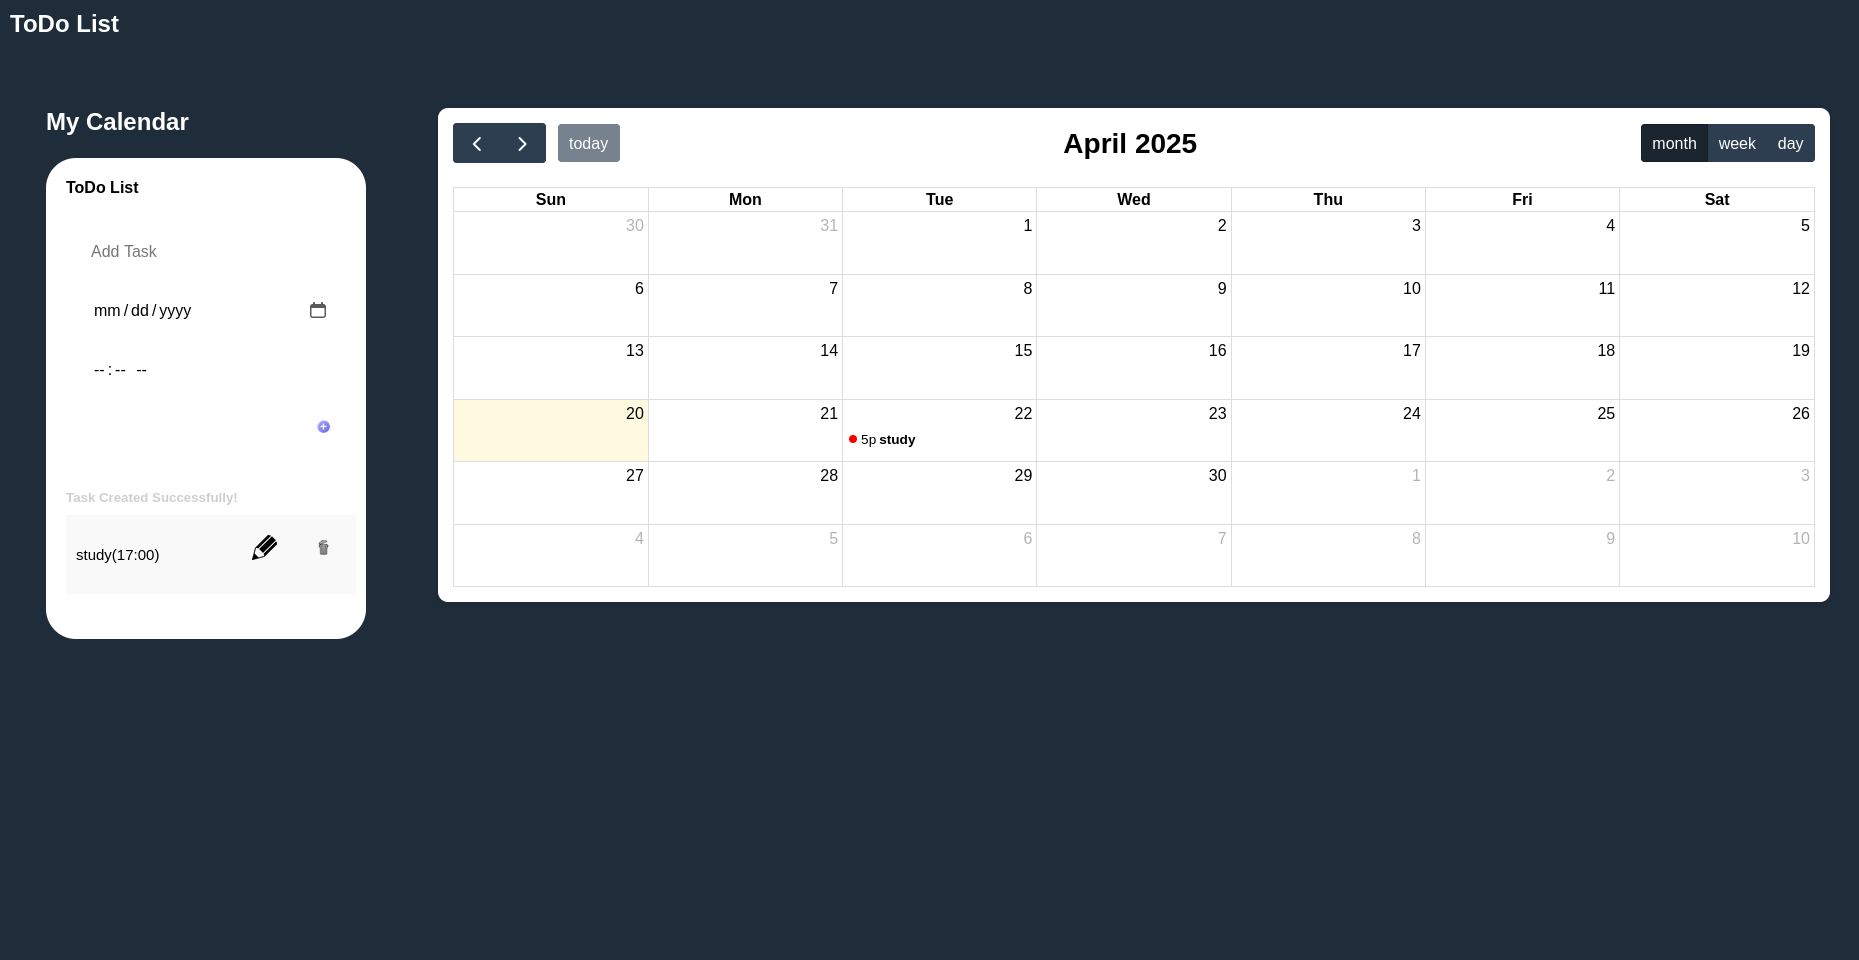 ToDo List
My Calendar
ToDo List
Add Task
mm/dd/yyyy
--:-- --
Task Created Successfully!
study(17:00)
today
April 2025
month week day
Sun Mon Tue Wed Thu Fri Sat
30 31 1 2 3 4 5
6 7 8 9 10 11 12
13 14 15 16 17 18 19
20 21 22 23 24 25 26
5p study
27 28 29 30 1 2 3
4 5 6 7 8 9 10